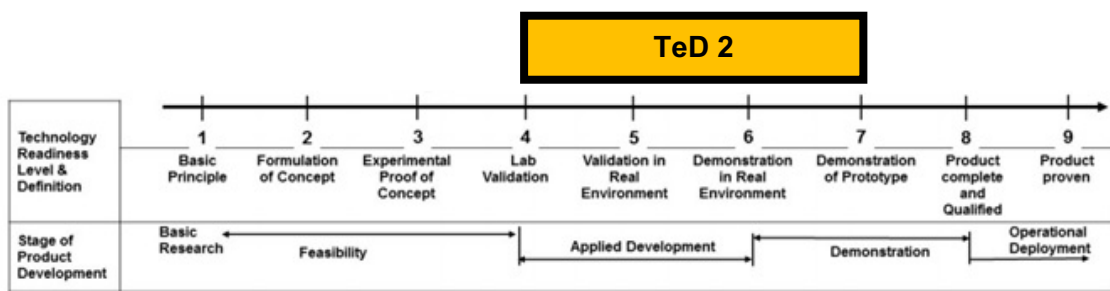 TeD 2
Technology
Readiness
Level &
Definition
1
Basic
Principle
2
Formulation
of Concept
3
Experimental
Proof of
Concept
4
Lab
Validation
5
Validation in
Real
Environment
6
Demonstration
in Real
Environment
7
Demonstration
of Prototype
8
Product
complete
and
Qualified
9
Product
proven
Stage of
Product
Development
Basic
Research
Feasibility
Applied Development
Demonstration
Operational
Deployment